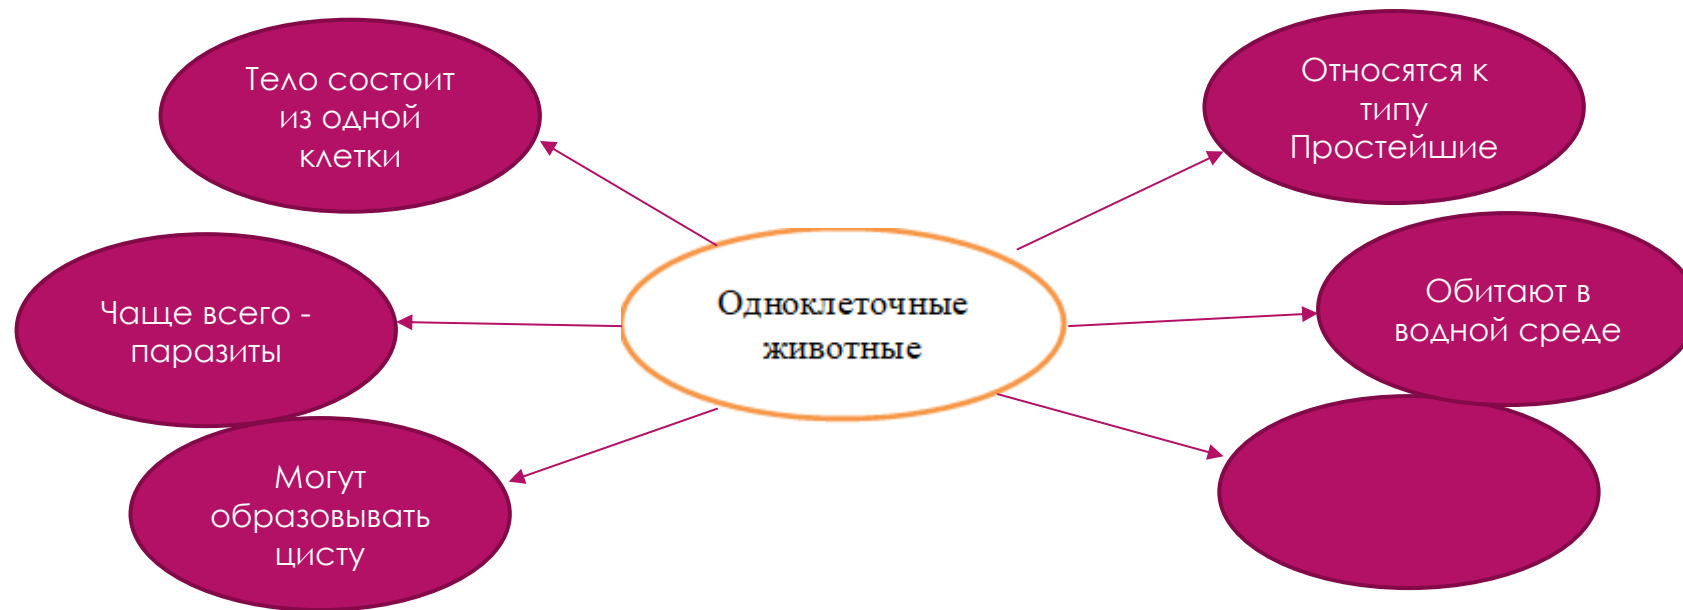 Тело состоит
из одной
клетки
Относятся к
типу
Простейшие
Чаще всего -
паразиты
Одноклеточные
животные
Обитают в
водной среде
Могут
образовывать
цисту